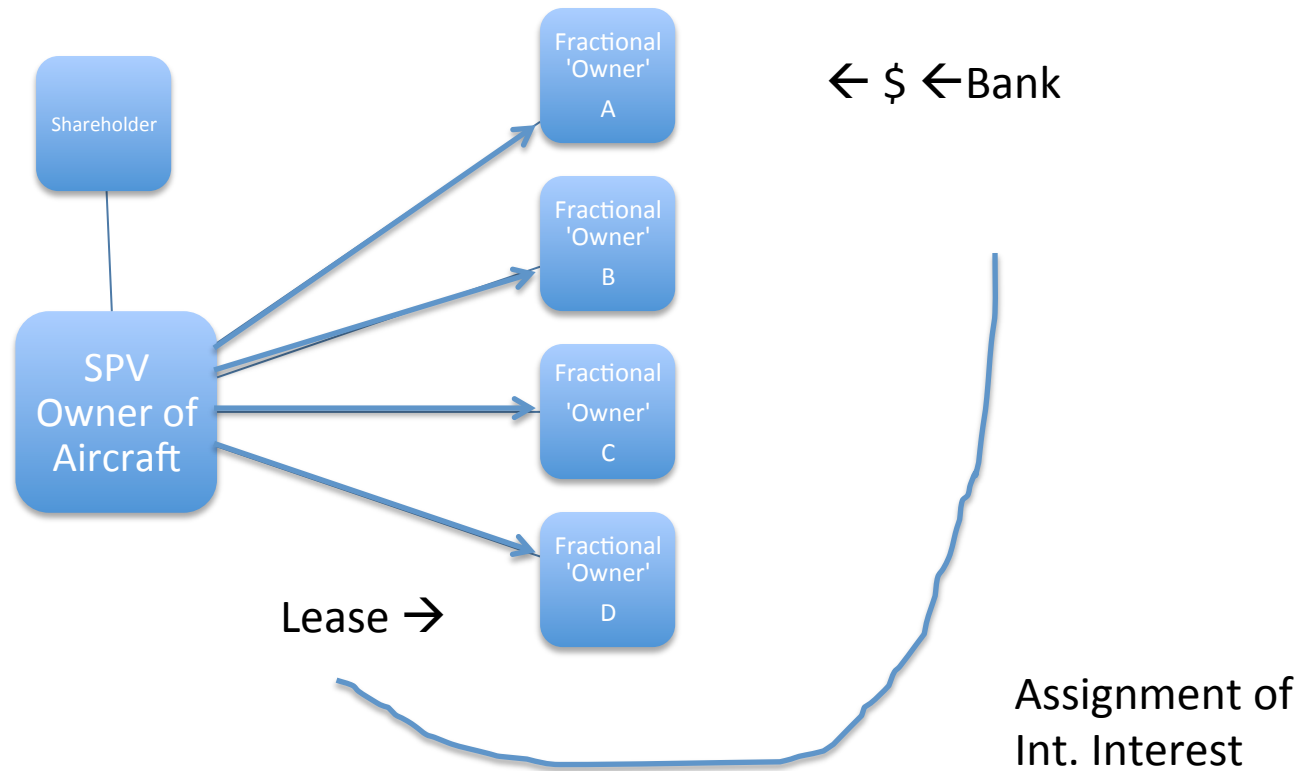 Shareholder
SPV
Owner of
Aircraft
Fractional
'Owner'
A
← $ ←Bank
Fractional
'Owner'
B
Fractional
'Owner'
C
Fractional
'Owner'
D
Lease →
Assignment of
Int. Interest